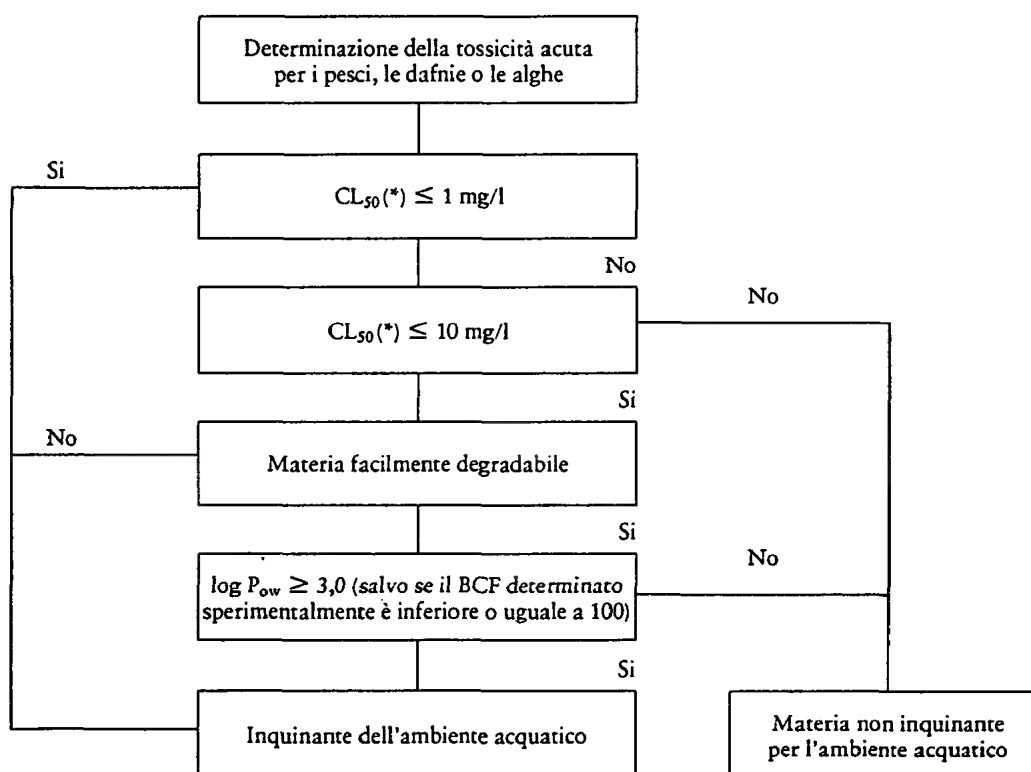 Determinazione della tossicità acuta
per i pesci, le dafnie o le alghe
Si
CL₅₀(*) ≤ 1 mg/l
No
No
CL₅₀(*) ≤ 10 mg/l
Si
No
Materia facilmente degradabile
Si
No
log Pₒw ≥ 3,0 (salvo se il BCF determinato
sperimentalmente è inferiore o uguale a 100)
Si
Inquinante dell'ambiente acquatico
Materia non inquinante
per l'ambiente acquatico